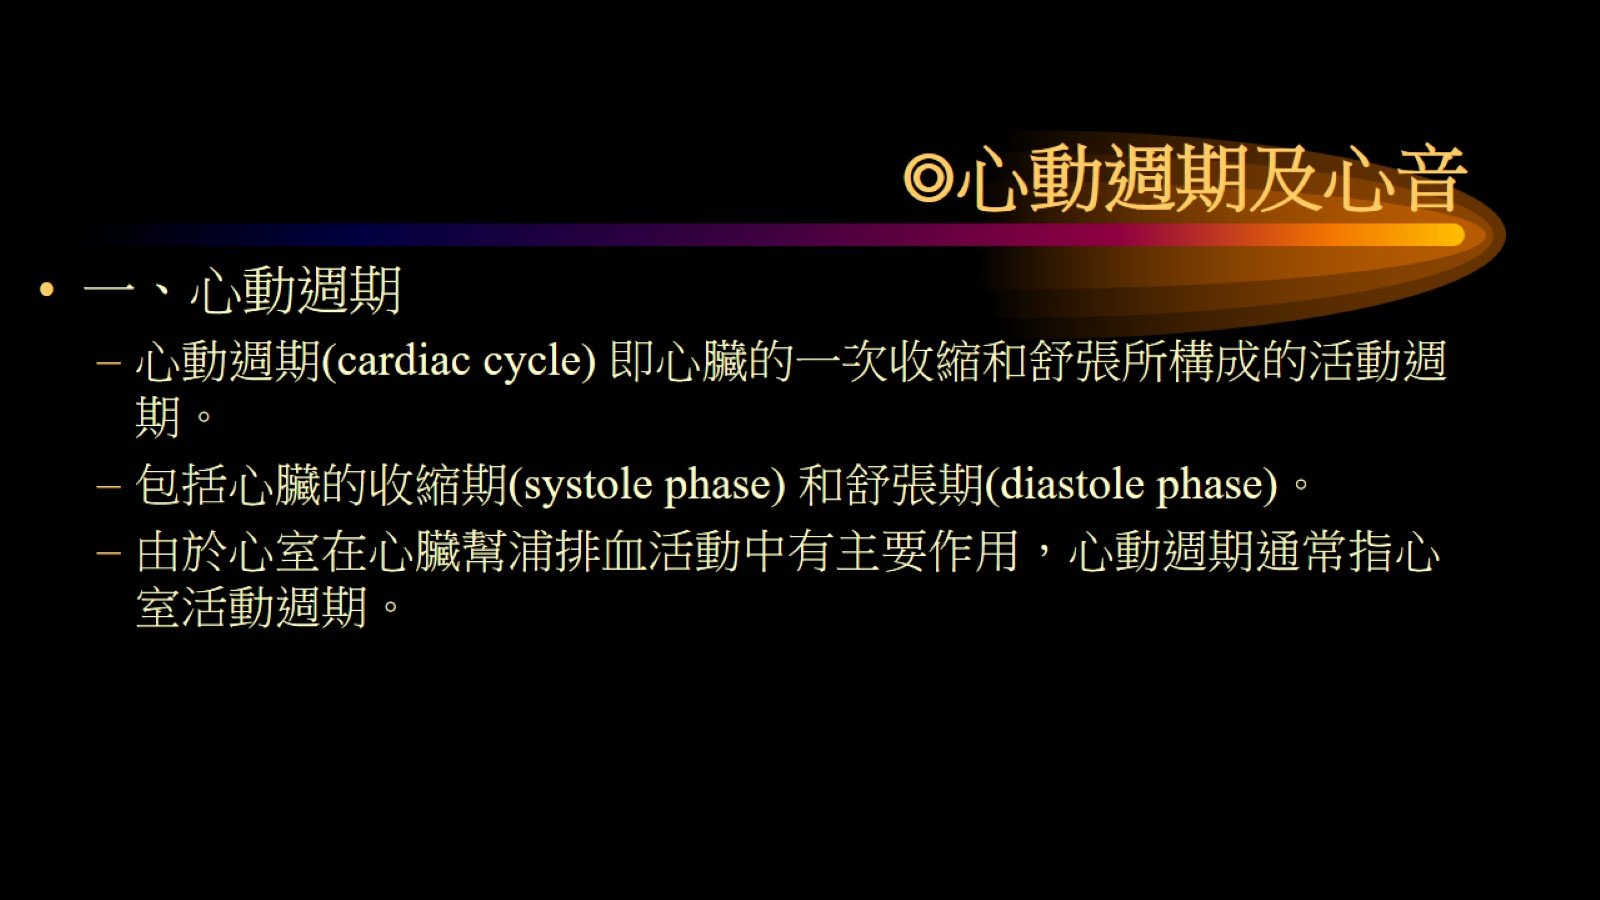 ◎心動週期及心音
• 一、心動週期
– 心動週期(cardiac cycle) 即心臟的一次收縮和舒張所構成的活動週
期。
– 包括心臟的收縮期(systole phase) 和舒張期(diastole phase)。
– 由於心室在心臟幫浦排血活動中有主要作用，心動週期通常指心
室活動週期。